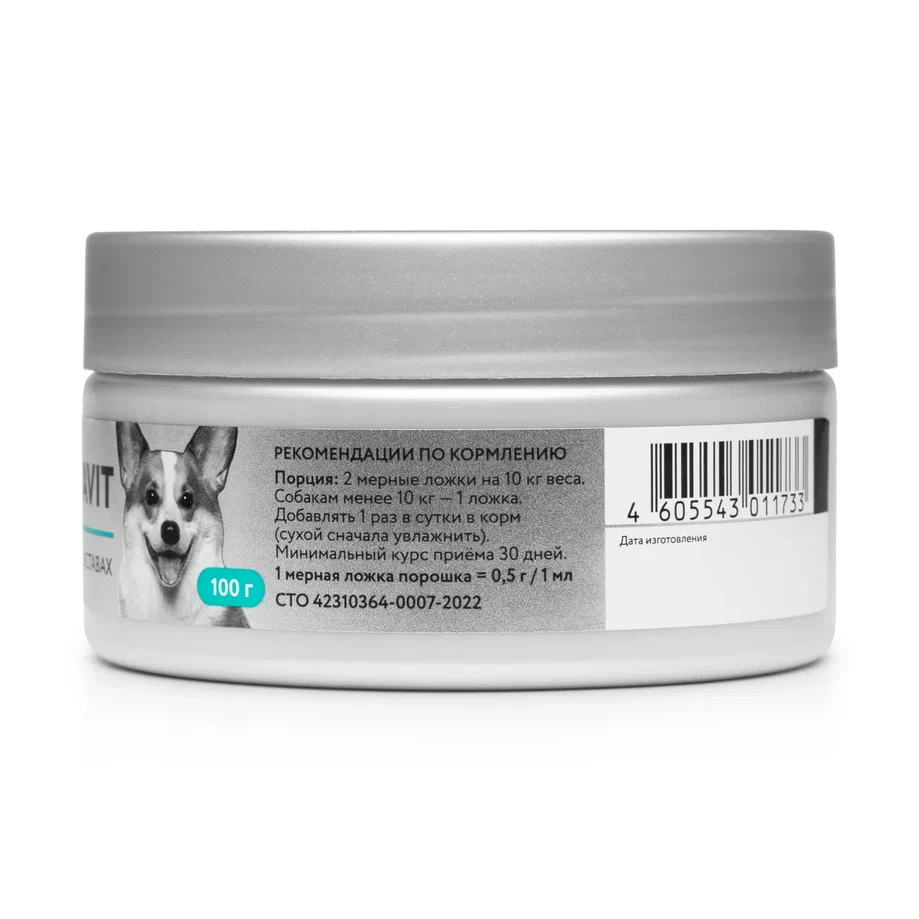 AVIT
СТАВАХ
100 г
РЕКОМЕНДАЦИИ ПО КОРМЛЕНИЮ
Порция: 2 мерные ложки на 10 кг веса.
Собакам менее 10 кг — 1 ложка.
Добавлять 1 раз в сутки в корм
(сухой сначала увлажнить).
Минимальный курс приёма 30 дней.
1 мерная ложка порошка = 0,5 г / 1 мл
СТО 42310364-0007-2022
4 605543 011733
Дата изготовления